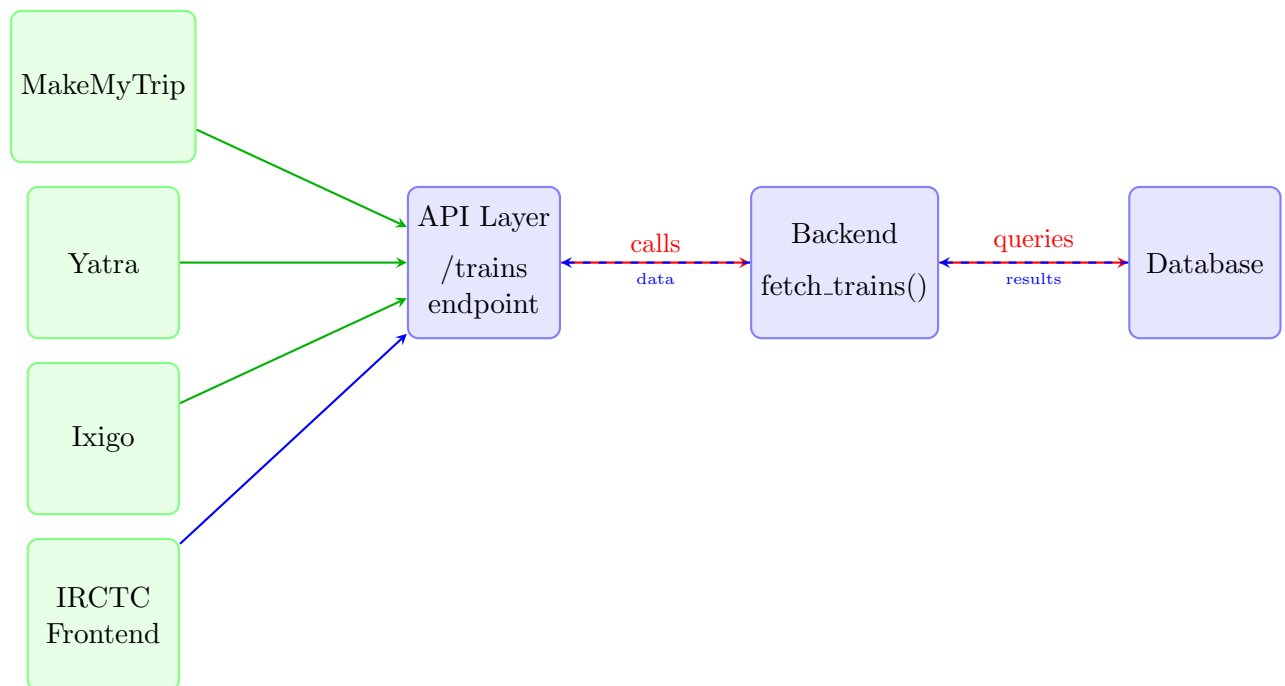 MakeMyTrip
Yatra
Ixigo
IRCTC
Frontend
API Layer
/trains
endpoint
calls
data
Backend
fetch_trains()
queries
results
Database